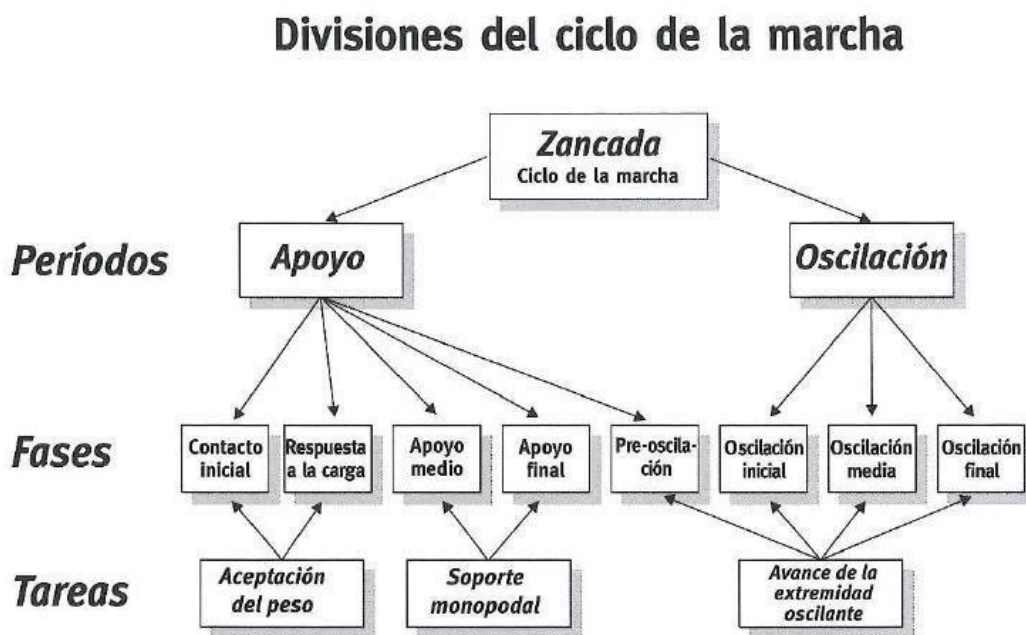 Divisiones del ciclo de la marcha
Zancada
Ciclo de la marcha
Períodos
Apoyo
Oscilación
Fases
Contacto
inicial
Respuesta
a la carga
Apoyo
medio
Apoyo
final
Pre-oscila-
ción
Oscilación
inicial
Oscilación
media
Oscilación
final
Tareas
Aceptación
del peso
Soporte
monopodal
Avance de la
extremidad
oscilante